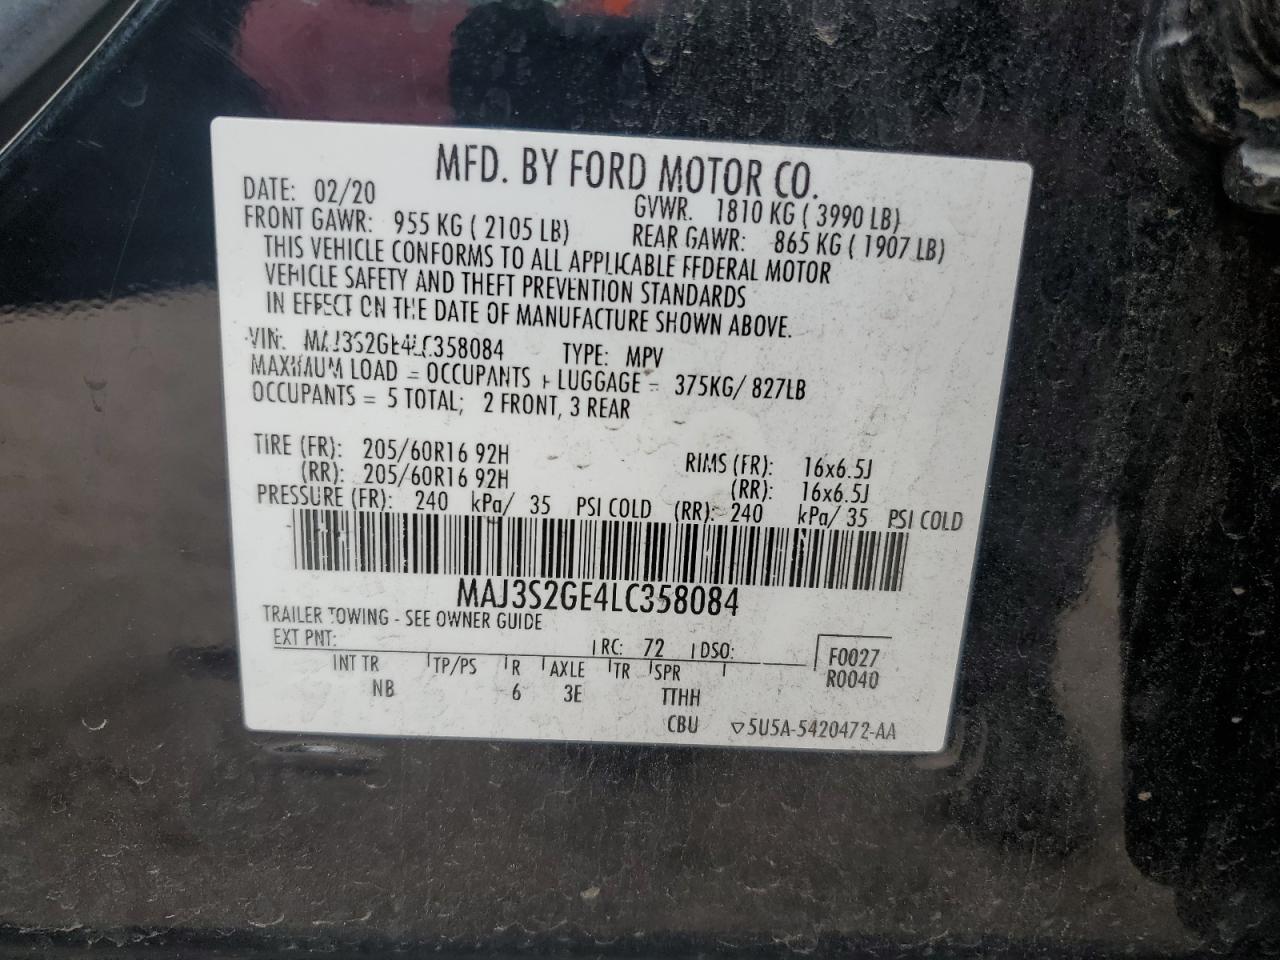 MFD. BY FORD MOTOR CO.
DATE: 02/20 GVWR: 1810 KG ( 3990 LB)
FRONT GAWR: 955 KG ( 2105 LB) REAR GAWR: 865 KG ( 1907 LB)
THIS VEHICLE CONFORMS TO ALL APPLICABLE FEDERAL MOTOR
VEHICLE SAFETY AND THEFT PREVENTION STANDARDS
IN EFFECT ON THE DATE OF MANUFACTURE SHOWN ABOVE.
VIN: MAJ3S2GE4LC358084 TYPE: MPV
MAXIMUM LOAD = OCCUPANTS + LUGGAGE = 375KG/ 827LB
OCCUPANTS = 5 TOTAL; 2 FRONT, 3 REAR
TIRE (FR): 205/60R16 92H RIMS (FR): 16x6.5J
(RR): 205/60R16 92H (RR): 16x6.5J
PRESSURE (FR): 240 kPa/ 35 PSI COLD (RR): 240 kPa/ 35 PSI COLD
MAJ3S2GE4LC358084
TRAILER TOWING - SEE OWNER GUIDE
EXT PNT: RC: 72 DSO: F0027
INT TR TP/PS R AXLE TR SPR R0040
NB 6 3E TTHH
CBU ▽5U5A-5420472-AA